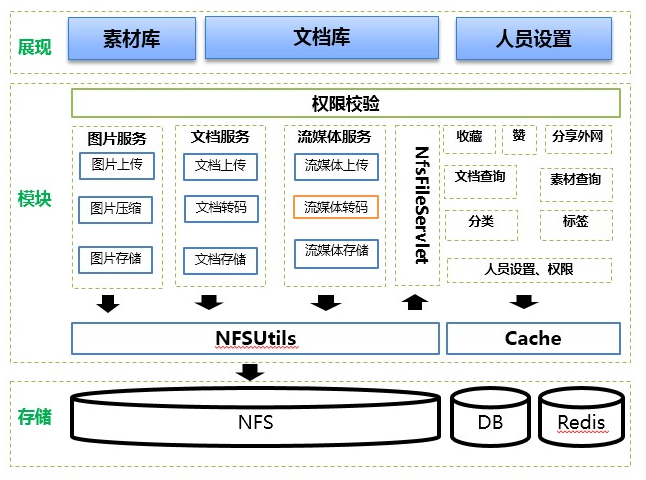 展现
素材库
文档库
人员设置
模块
权限校验
图片服务
图片上传
图片压缩
图片存储
文档服务
文档上传
文档转码
文档存储
流媒体服务
流媒体上传
流媒体转码
流媒体存储
NfsFileServlet
收藏
赞
分享外网
文档查询
素材查询
分类
标签
人员设置、权限
NFSUtils
Cache
存储
NFS
DB
Redis